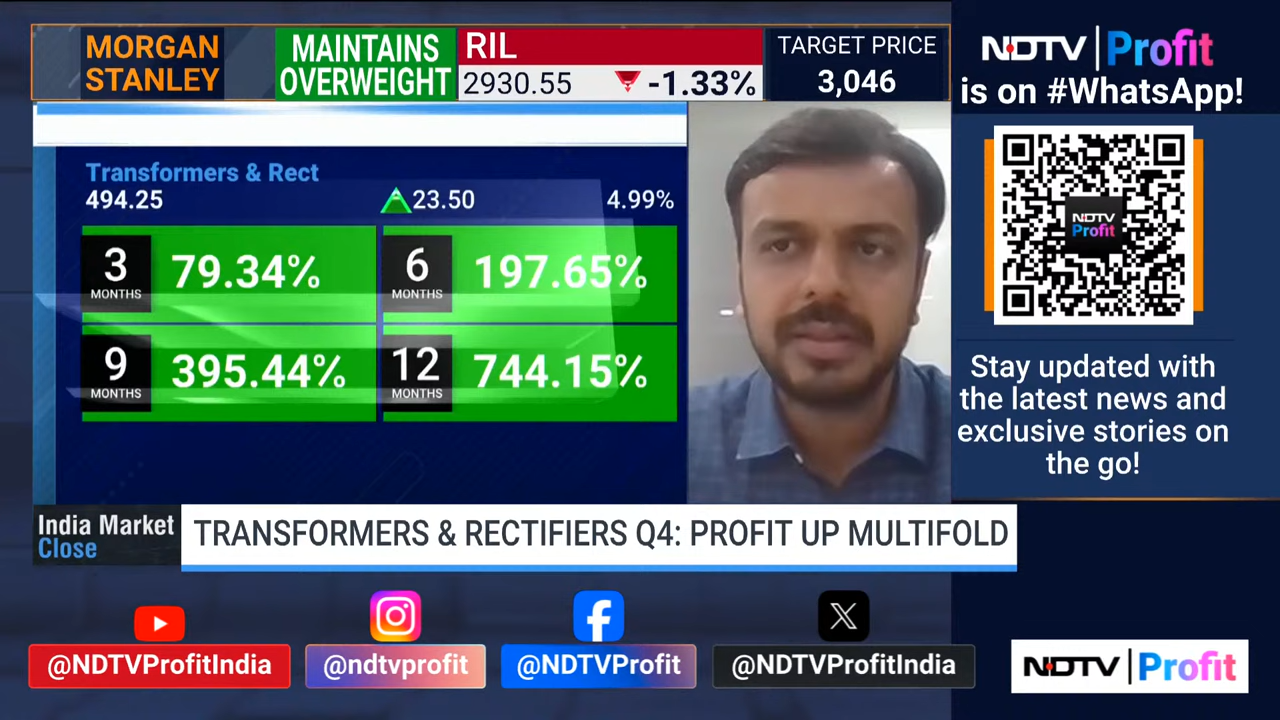 MORGAN
STANLEY
MAINTAINS
OVERWEIGHT
RIL
2930.55 -1.33%
TARGET PRICE
3,046
NDTV Profit
is on #WhatsApp!
NDTV
Profit
Stay updated with
the latest news and
exclusive stories on
the go!
Transformers & Rect
494.25 23.50 4.99%
3
MONTHS
79.34%
6
MONTHS
197.65%
9
MONTHS
395.44%
12
MONTHS
744.15%
India Market
Close
TRANSFORMERS & RECTIFIERS Q4: PROFIT UP MULTIFOLD
@NDTVProfitIndia
@ndtvprofit
@NDTVProfit
@NDTVProfitIndia
NDTV Profit